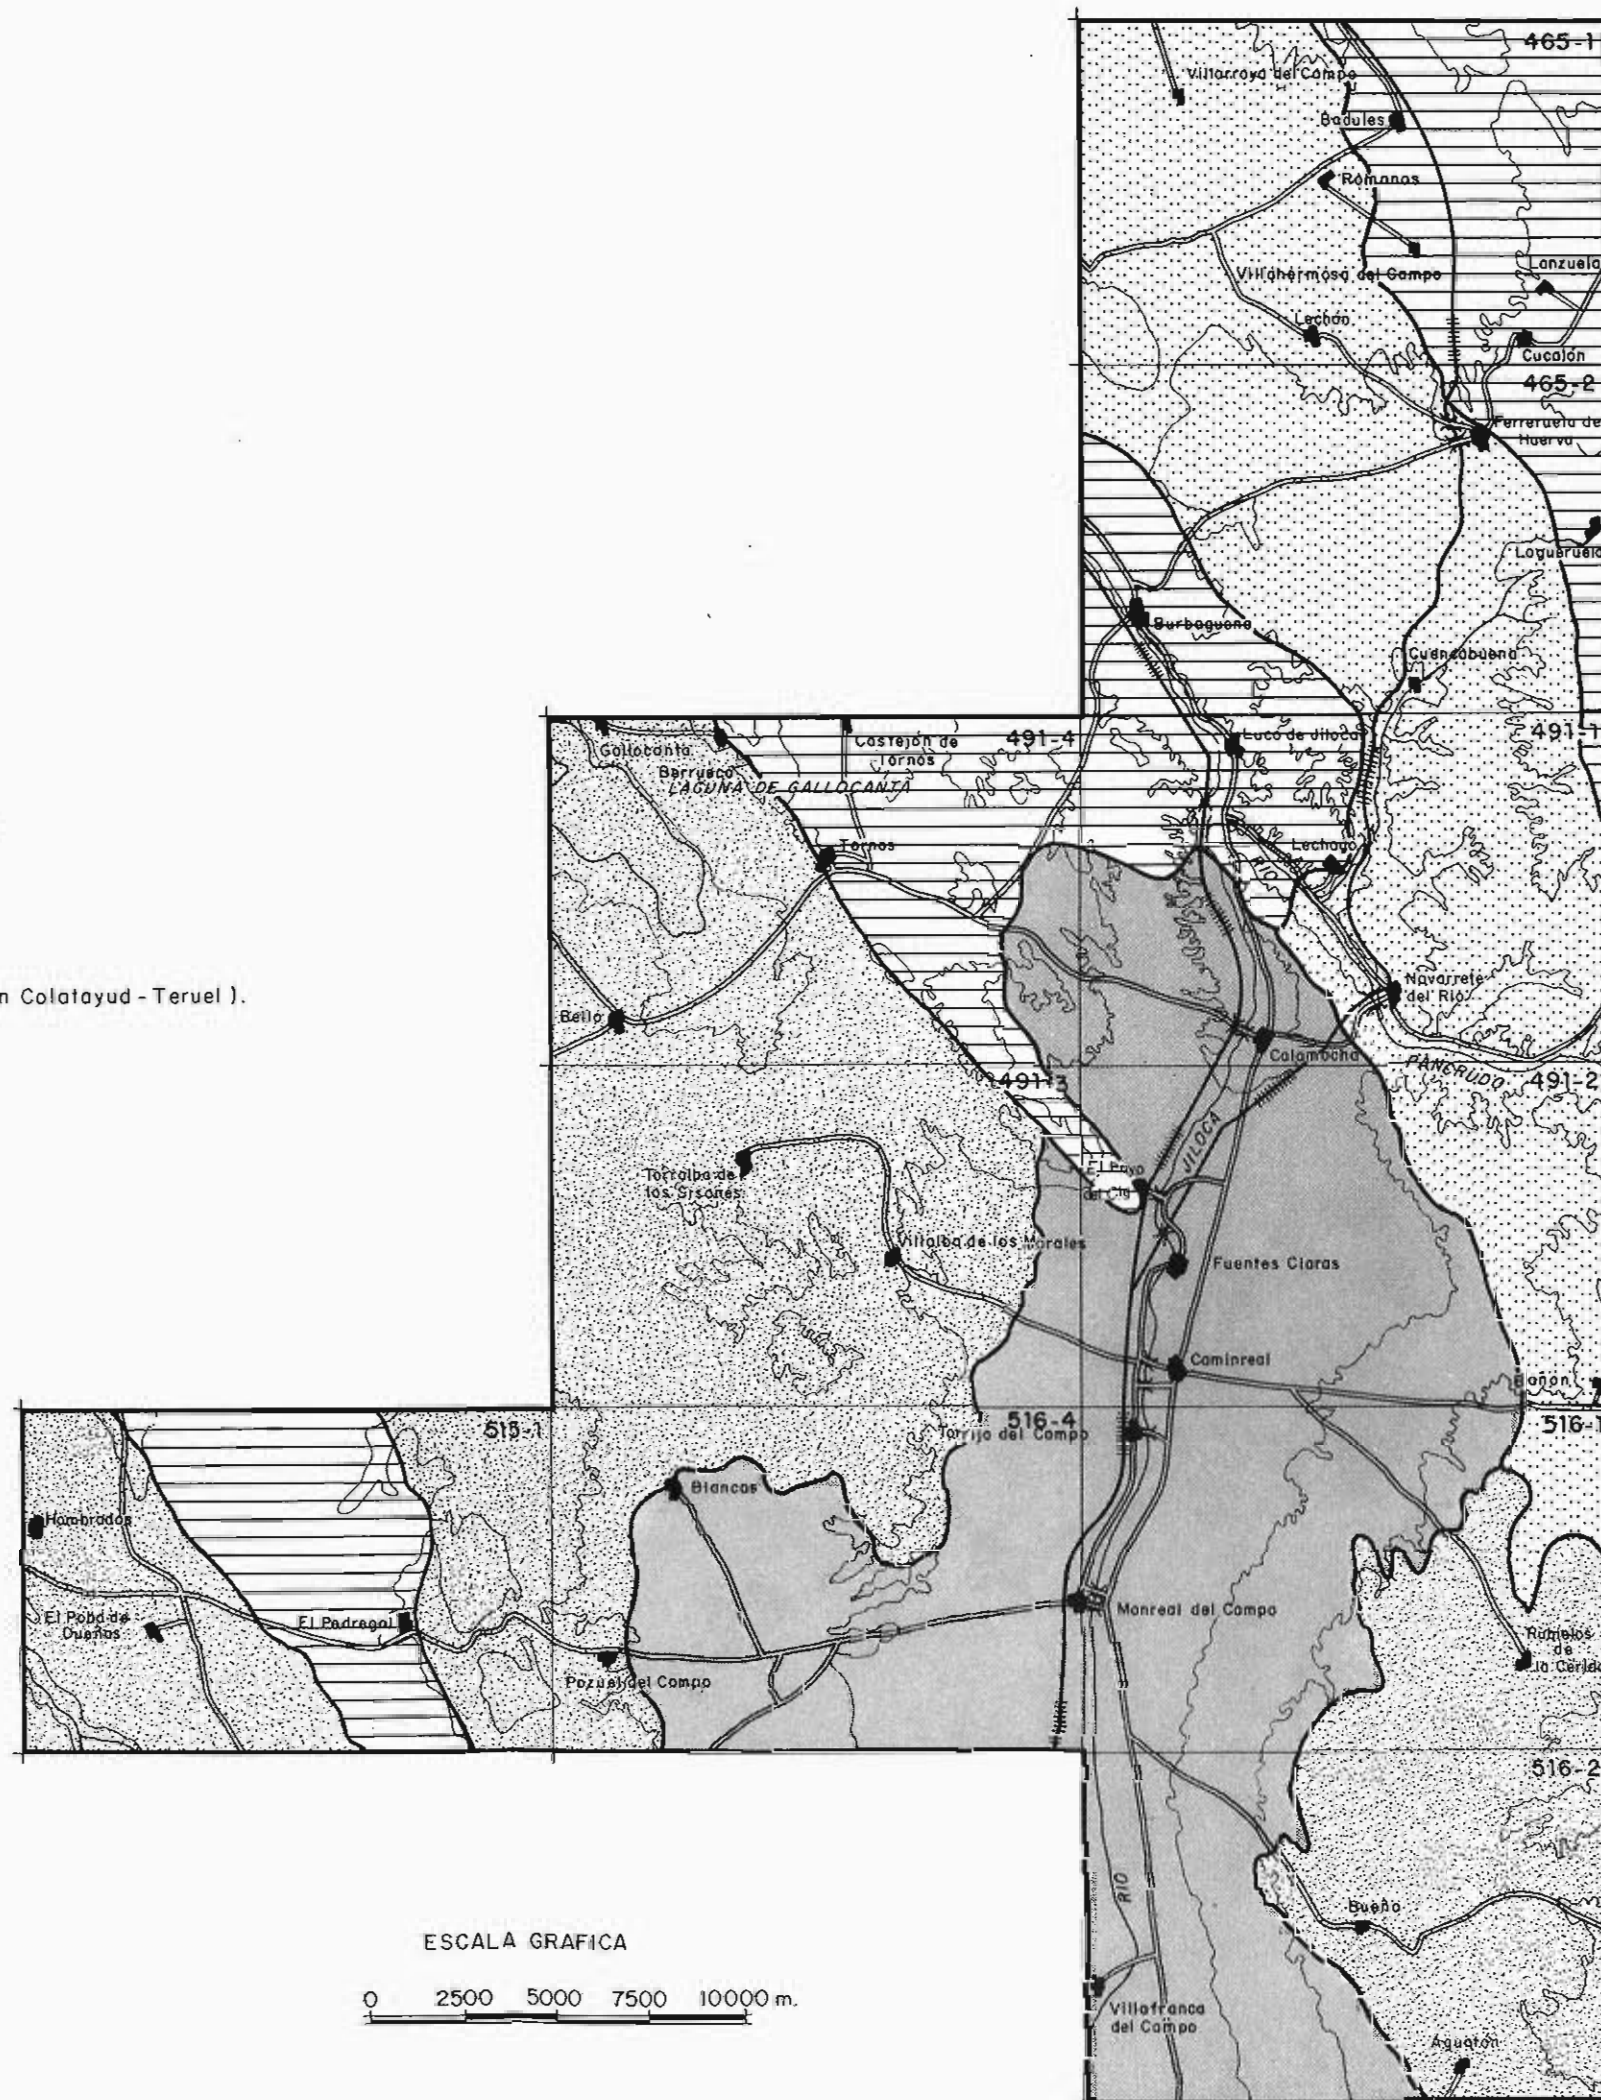 465-1
Villarroya del Campo
Badules
Romanos
Lanzuela
Villahermosa del Campo
Lechón
Cucalón
465-2
Ferreruela de
Huerva
Lagueruela
Burbaguena
Cuencabuena
Gallocanta
Castejón de
Tornos
491-4
Luco de Jiloca
491-1
Berrueco
LAGUNA DE GALLOCANTA
Tornos
Lechago
RIO
Navarrete
del Rio
n Calatayud - Teruel ).
Bello
Calamocha
PANCRUDO
491-3
491-2
JILOCA
Torralba de
los Sisones
El Poyo
del Cid
Villalba de los Morales
Fuentes Claras
Caminreal
Bañón
515-1
516-4
516-1
Torrijo del Campo
Blancas
Hombrados
El Pobo de
Dueñas
El Pedregal
Monreal del Campo
Rubielos
de
la Cerida
Pozuel del Campo
516-2
RIO
Bueña
ESCALA GRAFICA
0 2500 5000 7500 10000 m.
Villafranca
del Campo
Aguatón